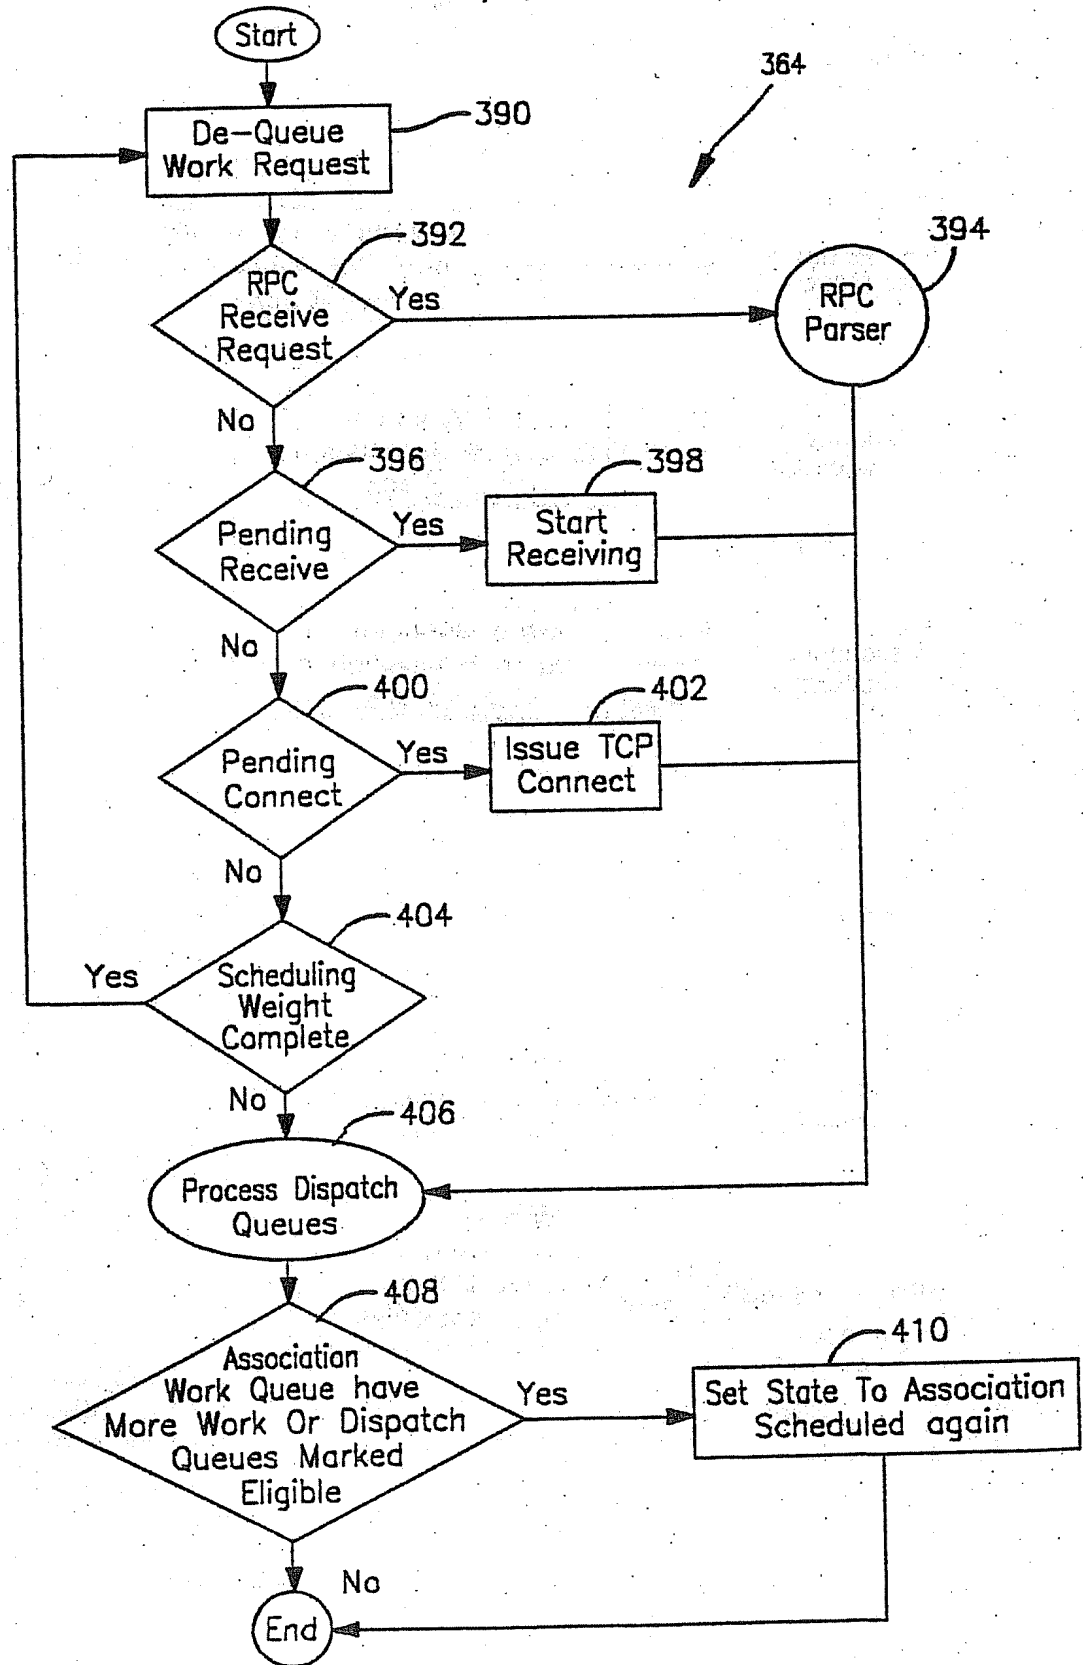 Start
364
De-Queue
Work Request
390
392
394
RPC
Receive
Request
Yes
RPC
Parser
No
396
398
Pending
Receive
Yes
Start
Receiving
No
400
402
Pending
Connect
Yes
Issue TCP
Connect
No
404
Yes
Scheduling
Weight
Complete
No
406
Process Dispatch
Queues
408
410
Association
Work Queue have
More Work Or Dispatch
Queues Marked
Eligible
Yes
Set State To Association
Scheduled again
No
End